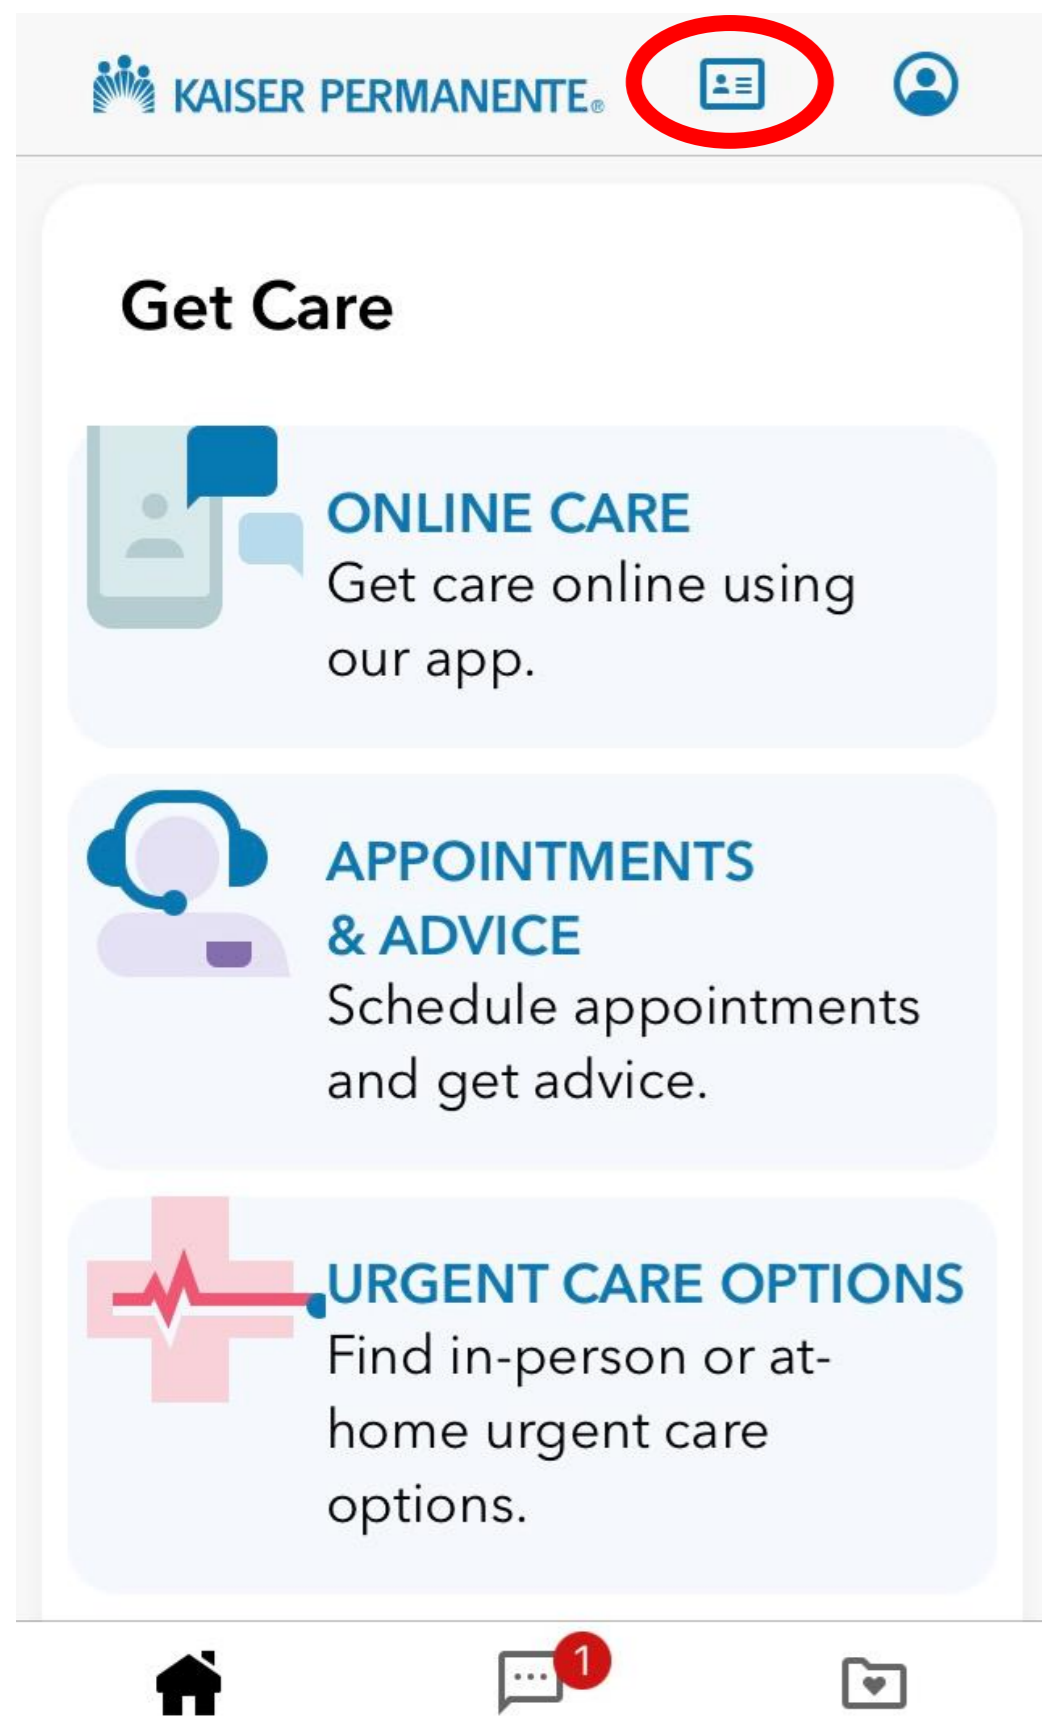 KAISER PERMANENTE®
Get Care
ONLINE CARE
Get care online using
our app.
APPOINTMENTS
& ADVICE
Schedule appointments
and get advice.
URGENT CARE OPTIONS
Find in-person or at-
home urgent care
options.
1